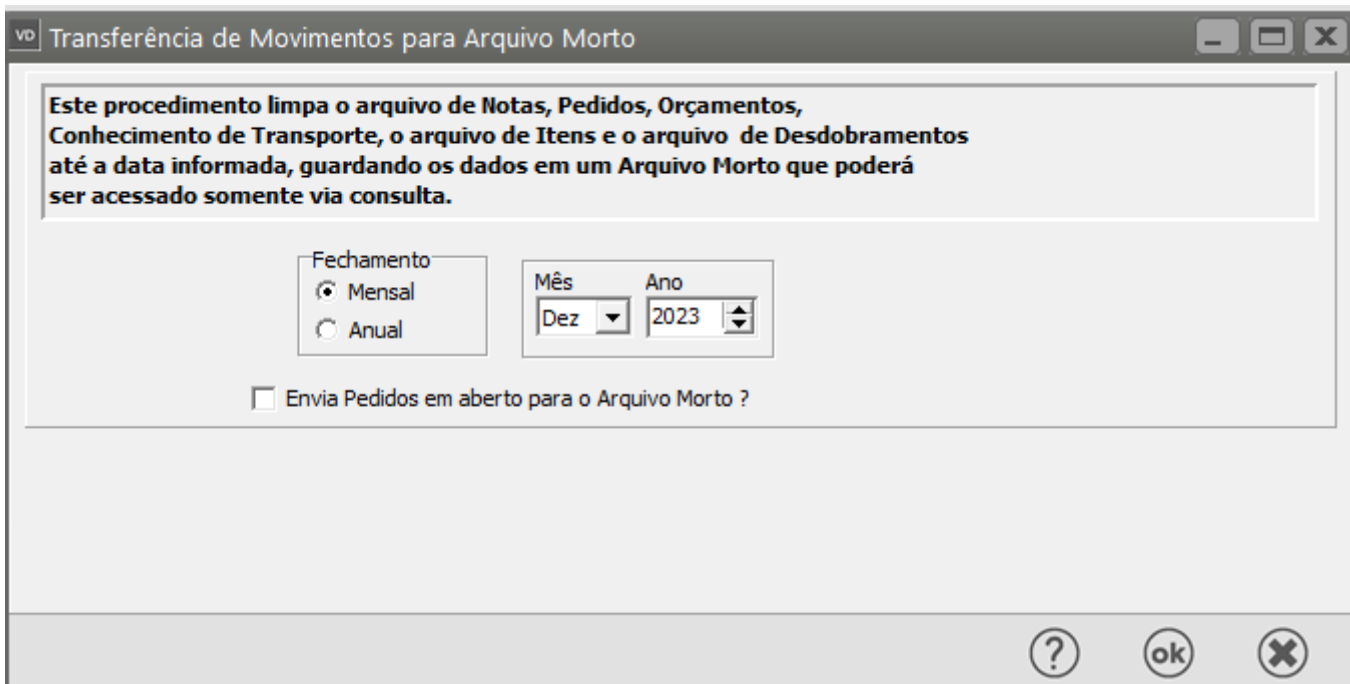 VD Transferência de Movimentos para Arquivo Morto
Este procedimento limpa o arquivo de Notas, Pedidos, Orçamentos,
Conhecimento de Transporte, o arquivo de Itens e o arquivo  de Desdobramentos
até a data informada, guardando os dados em um Arquivo Morto que poderá
ser acessado somente via consulta.
Fechamento
Mensal
Anual
Mês Ano
Dez 2023
Envia Pedidos em aberto para o Arquivo Morto ?
? ok